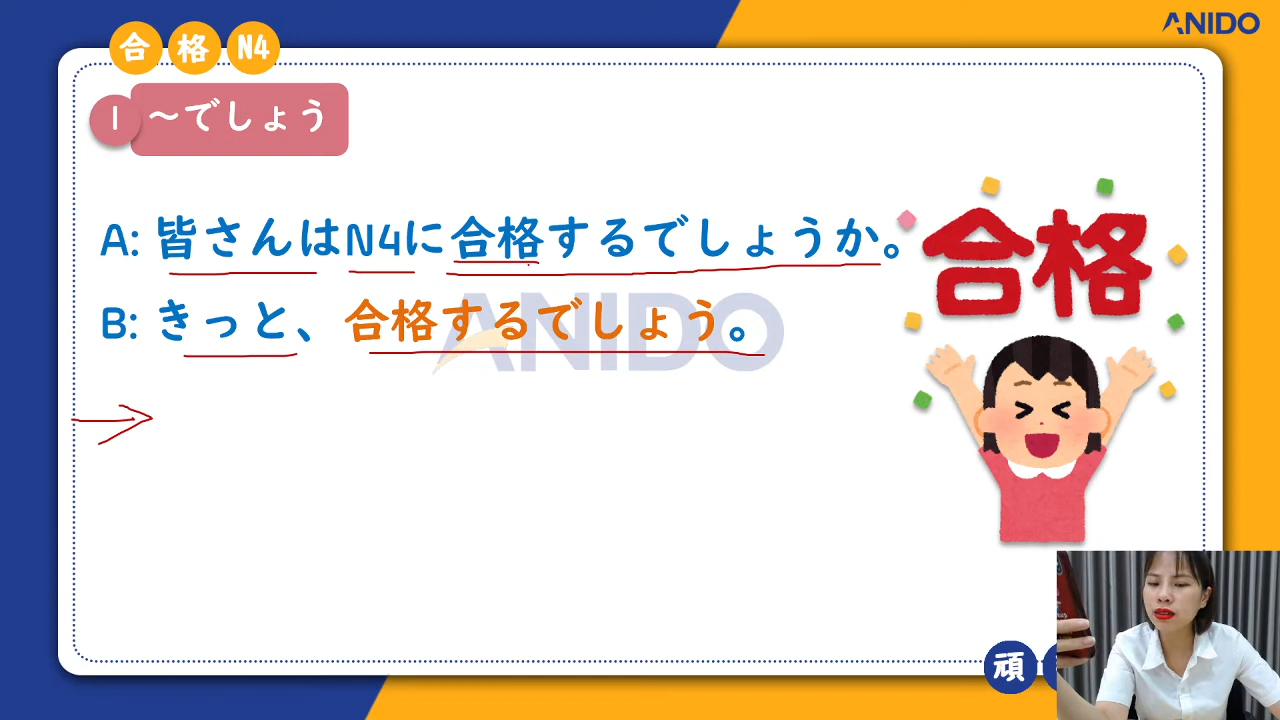 ANIDO
合格N4
1 ～でしょう
A: 皆さんはN4に合格するでしょうか。
B: きっと、合格するでしょう。
合格
ANIDO
頑